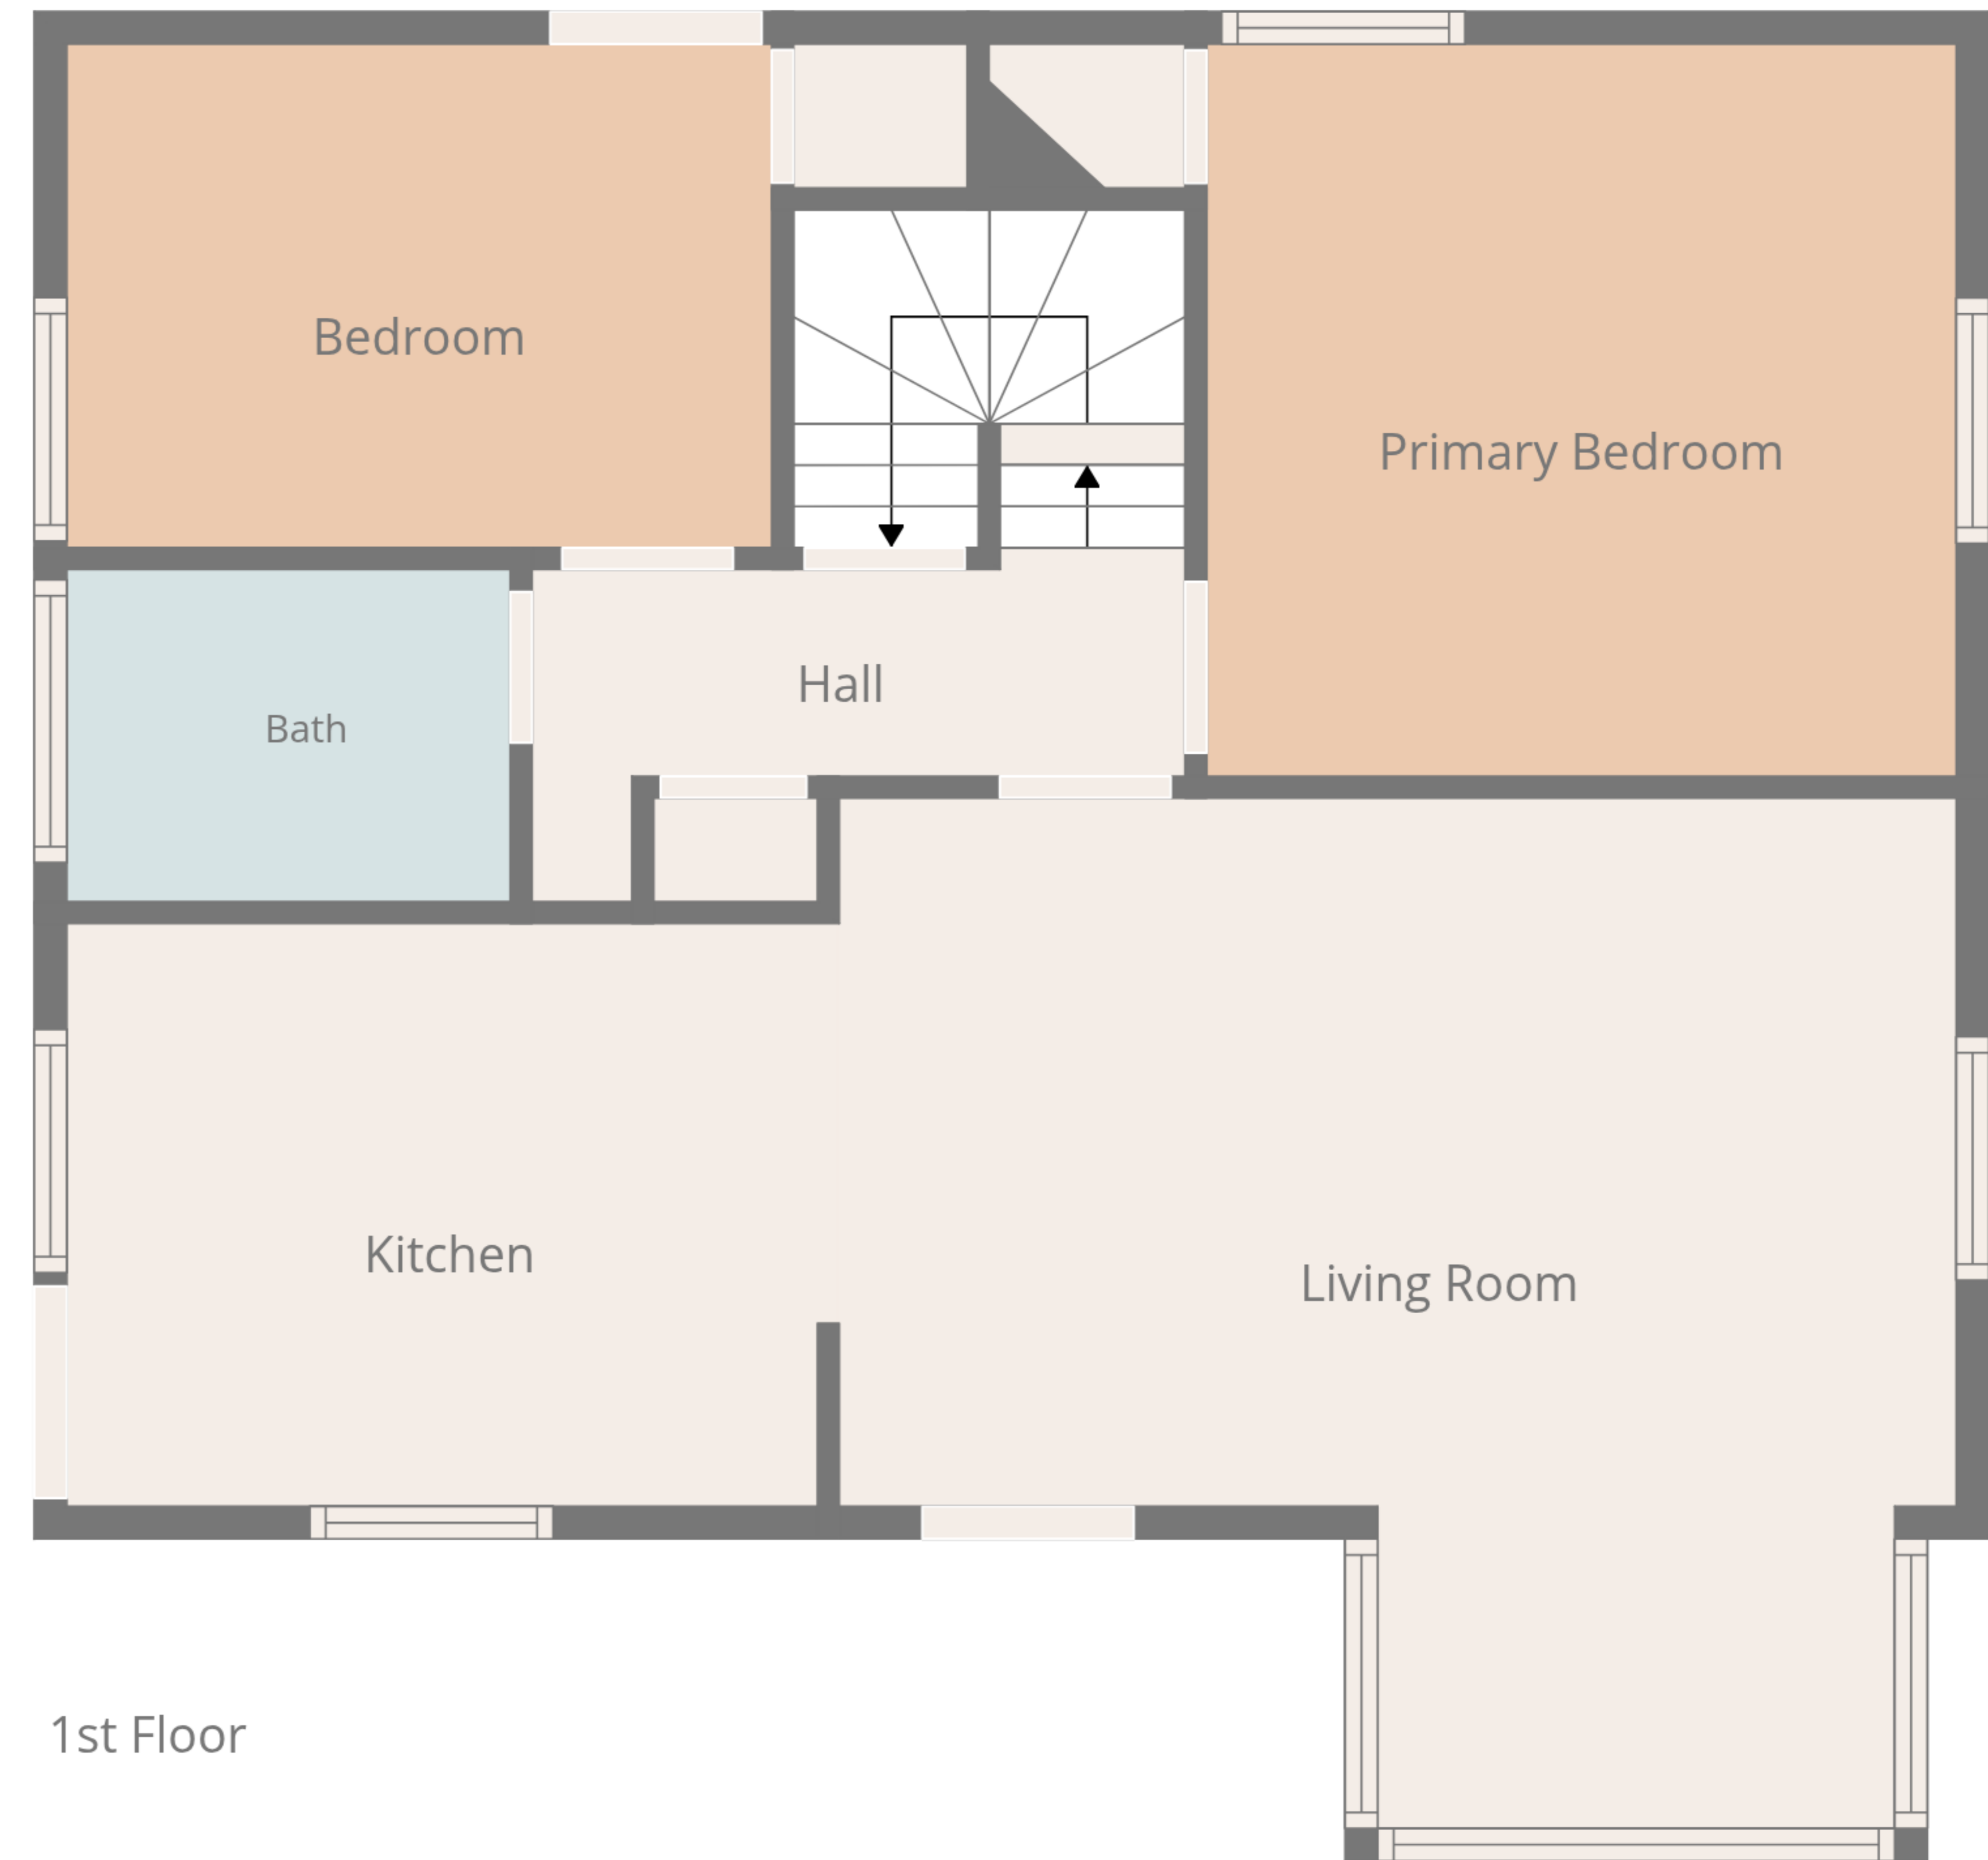 Bedroom
Primary Bedroom
Hall
Bath
Kitchen
Living Room
1st Floor